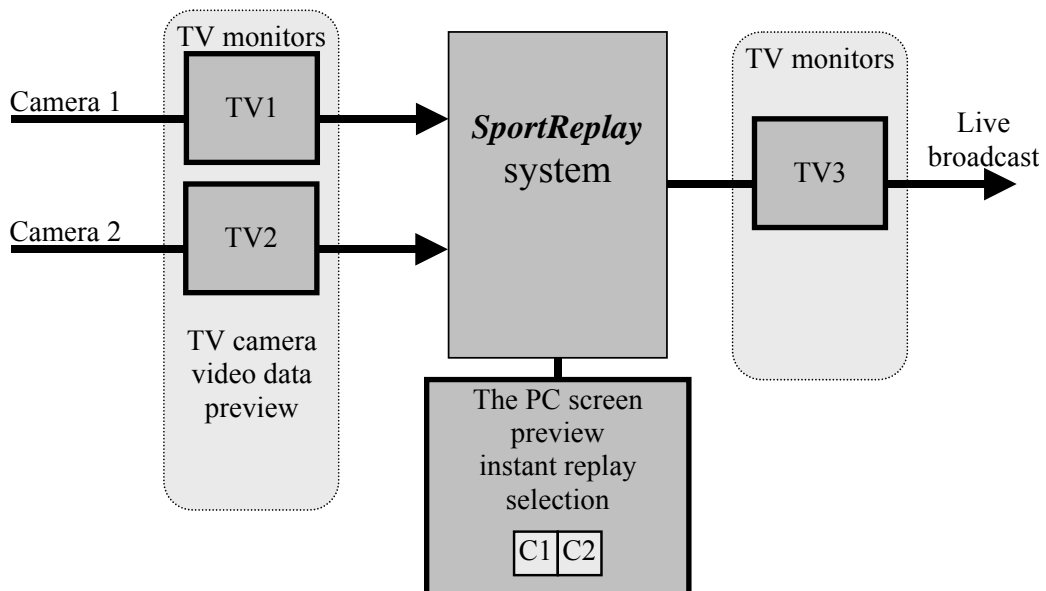 TV monitors
Camera 1
TV1
Camera 2
TV2
TV camera
video data
preview
SportReplay
system
The PC screen
preview
instant replay
selection
C1 C2
TV monitors
TV3
Live
broadcast